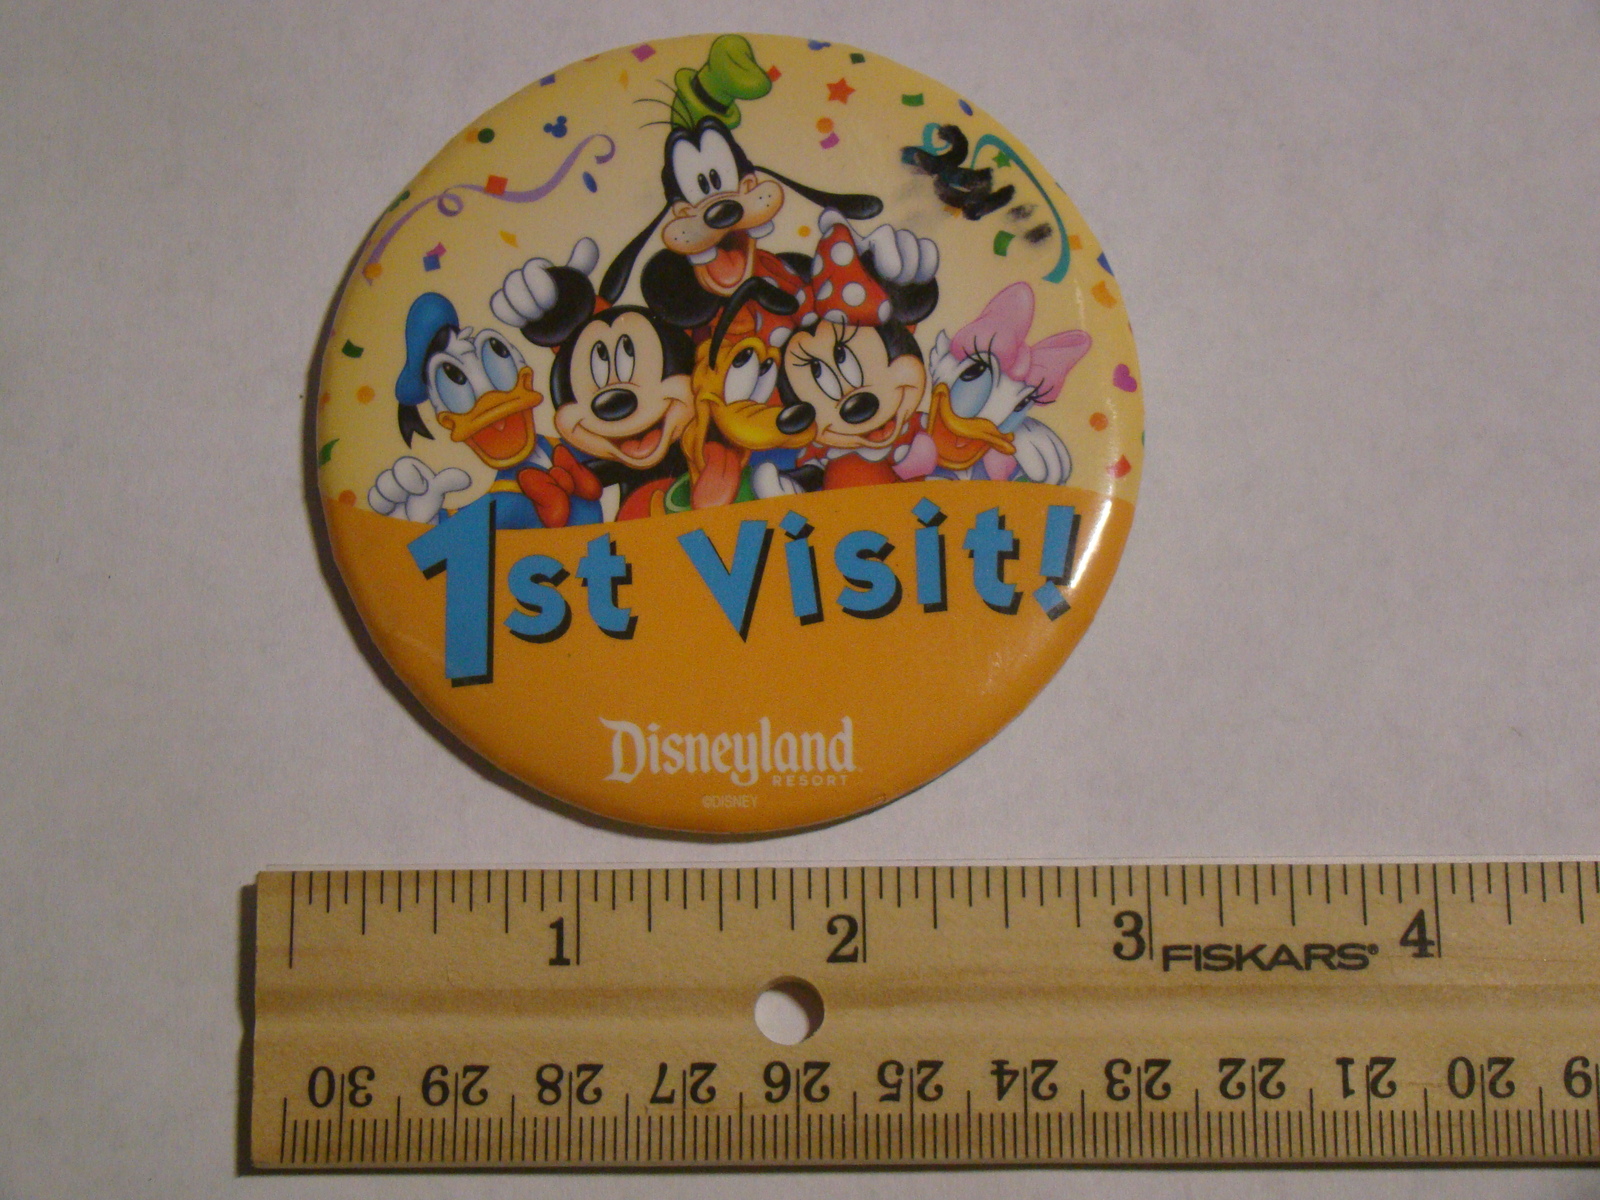 1st Visit!
Disneyland
RESORT
©DISNEY
1 2 3 FISKARS® 4
30 29 28 27 26 25 24 23 22 21 20